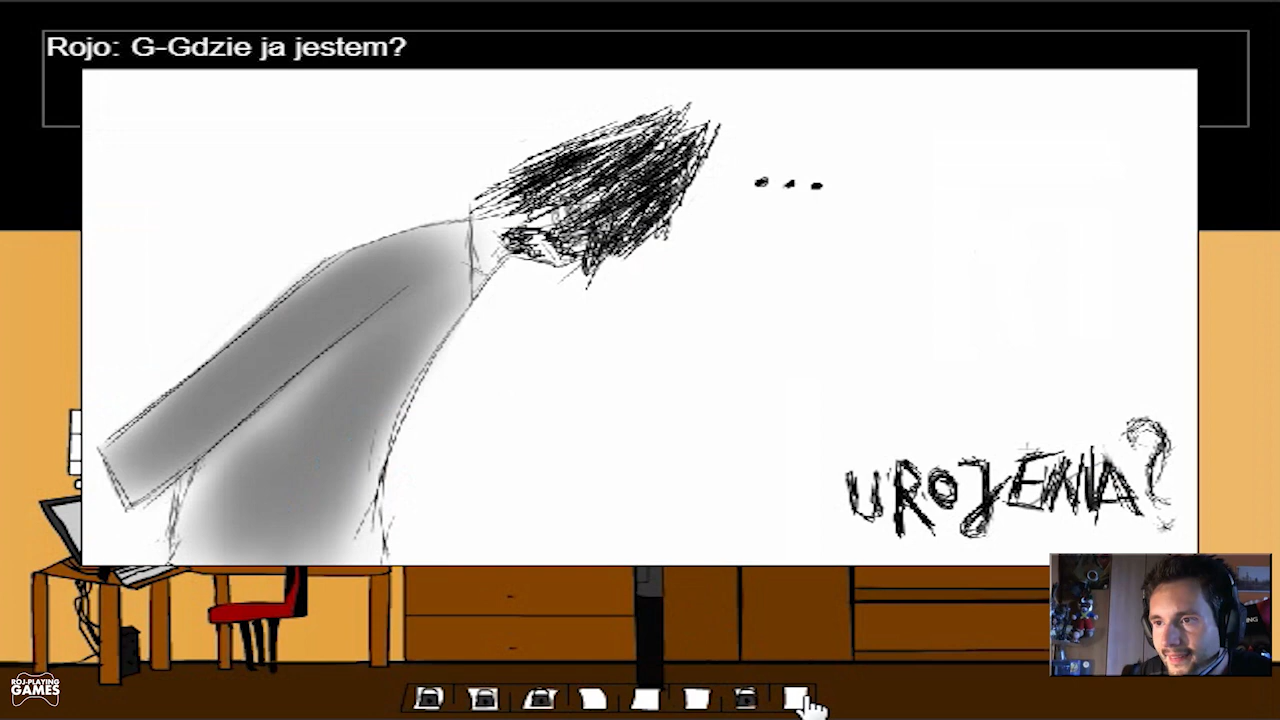 Rojo: G-Gdzie ja jestem?
...
UROJENIA?
ROJ-PLAYING
GAMES